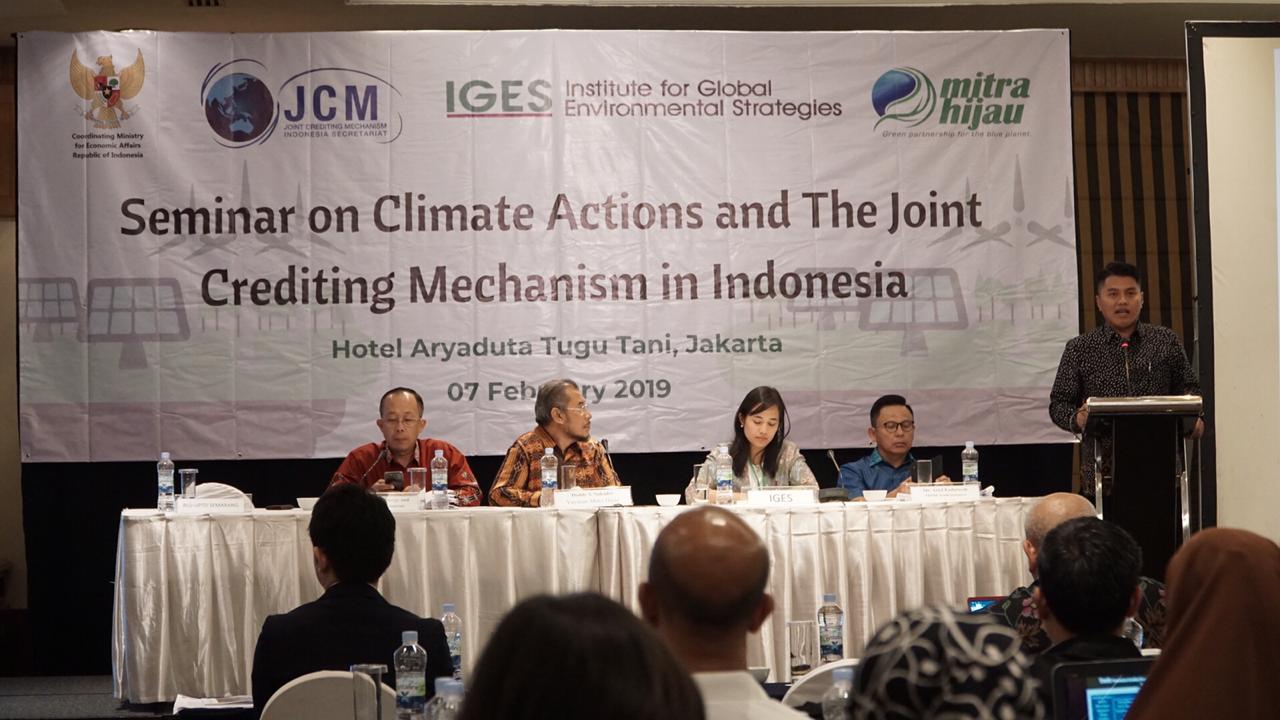 Coordinating Ministry
for Economic Affairs
Republic of Indonesia
JCM
JOINT CREDITING MECHANISM
INDONESIA SECRETARIAT
IGES
Institute for Global
Environmental Strategies
mitra
hijau
Green partnership for the blue planet.
Seminar on Climate Actions and The Joint
Crediting Mechanism in Indonesia
Hotel Aryaduta Tugu Tani, Jakarta
07 February 2019
SEMARANG
IGES